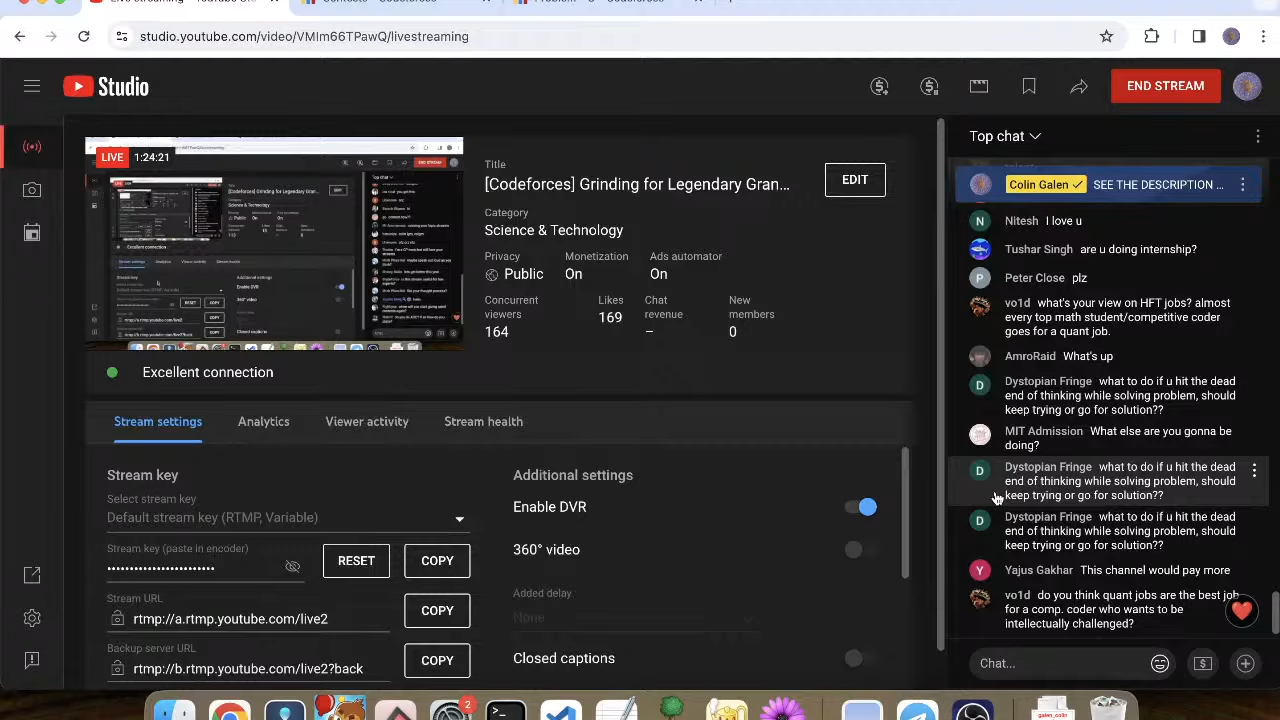 Live streaming - YouTube Stu
Contests - Codeforces
studio.youtube.com/video/VMIm66TPawQ/livestreaming
Studio
END STREAM
LIVE 1:24:21
Title
[Codeforces] Grinding for Legendary Gran...
EDIT
Category
Science & Technology
Privacy
Monetization
Ads automator
Public
On
On
Concurrent viewers
Likes
Chat revenue
New members
164
169
–
0
Excellent connection
Stream settings
Analytics
Viewer activity
Stream health
Stream key
Select stream key
Default stream key (RTMP, Variable)
Stream key (paste in encoder)
••••••••••••••••••••••••
RESET
COPY
Stream URL
rtmp://a.rtmp.youtube.com/live2
COPY
Backup server URL
rtmp://b.rtmp.youtube.com/live2?back
COPY
Additional settings
Enable DVR
360° video
Added delay
None
Closed captions
Top chat
Colin Galen SEE THE DESCRIPTION ...
N Nitesh I love u
Tushar Singh are u doing internship?
P Peter Close plz
vo1d what's your view on HFT jobs? almost
every top math student/competitive coder
goes for a quant job.
AmroRaid What's up
D Dystopian Fringe what to do if u hit the dead
end of thinking while solving problem, should
keep trying or go for solution??
MIT Admission What else are you gonna be
doing?
D Dystopian Fringe what to do if u hit the dead
end of thinking while solving problem, should
keep trying or go for solution??
D Dystopian Fringe what to do if u hit the dead
end of thinking while solving problem, should
keep trying or go for solution??
Y Yajus Gakhar This channel would pay more
vo1d do you think quant jobs are the best job
for a comp. coder who wants to be
intellectually challenged?
Chat...
2
galen_colin